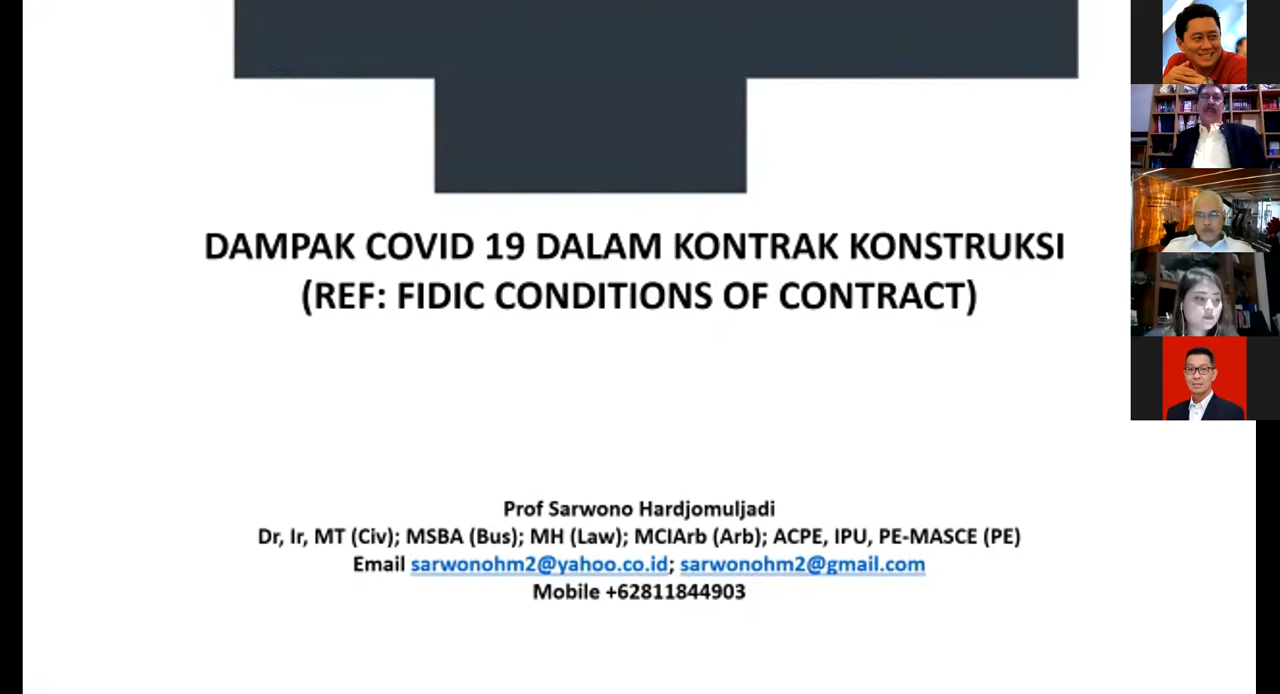 DAMPAK COVID 19 DALAM KONTRAK KONSTRUKSI
(REF: FIDIC CONDITIONS OF CONTRACT)
Prof Sarwono Hardjomuljadi
Dr, Ir, MT (Civ); MSBA (Bus); MH (Law); MCIArb (Arb); ACPE, IPU, PE-MASCE (PE)
Email sarwonohm2@yahoo.co.id; sarwonohm2@gmail.com
Mobile +62811844903